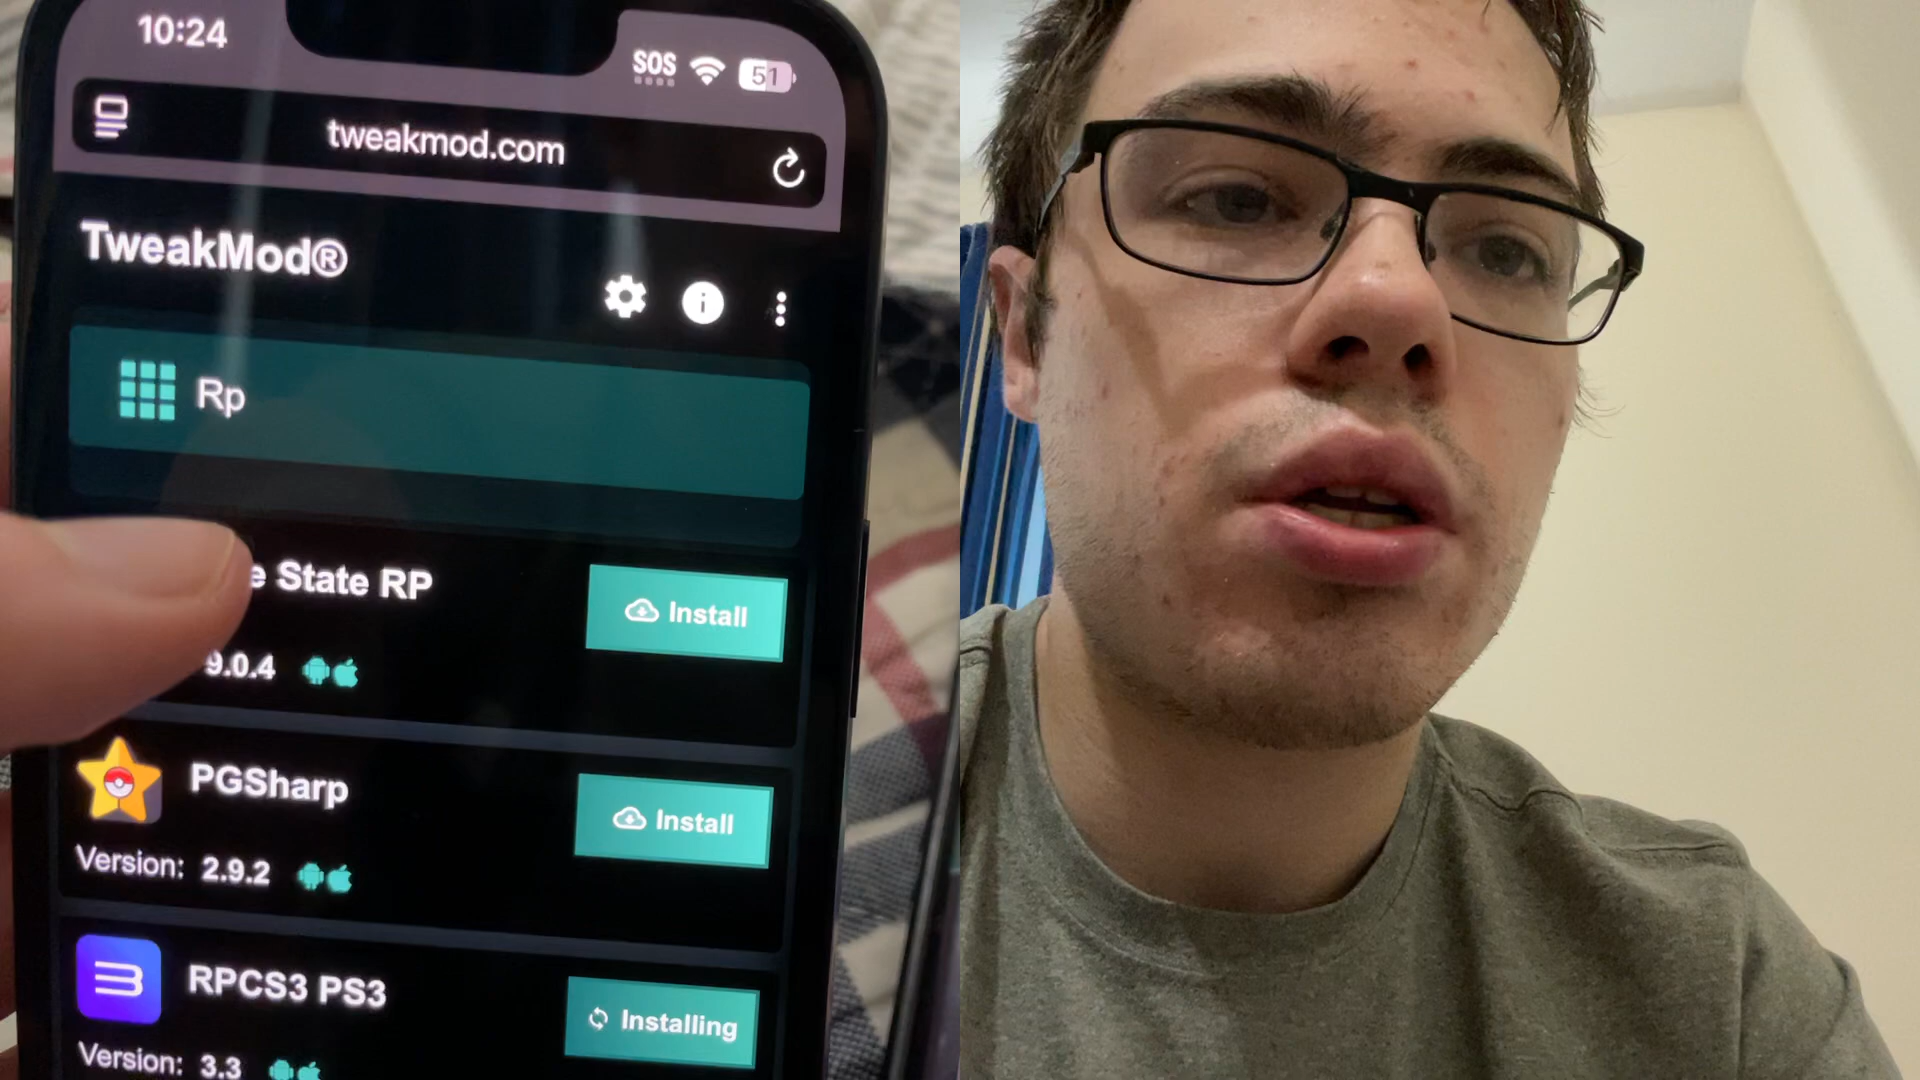 10:24
SOS
51
tweakmod.com
TweakMod®
Rp
e State RP
Install
9.0.4
PGSharp
Install
Version: 2.9.2
RPCS3 PS3
Installing
Version: 3.3